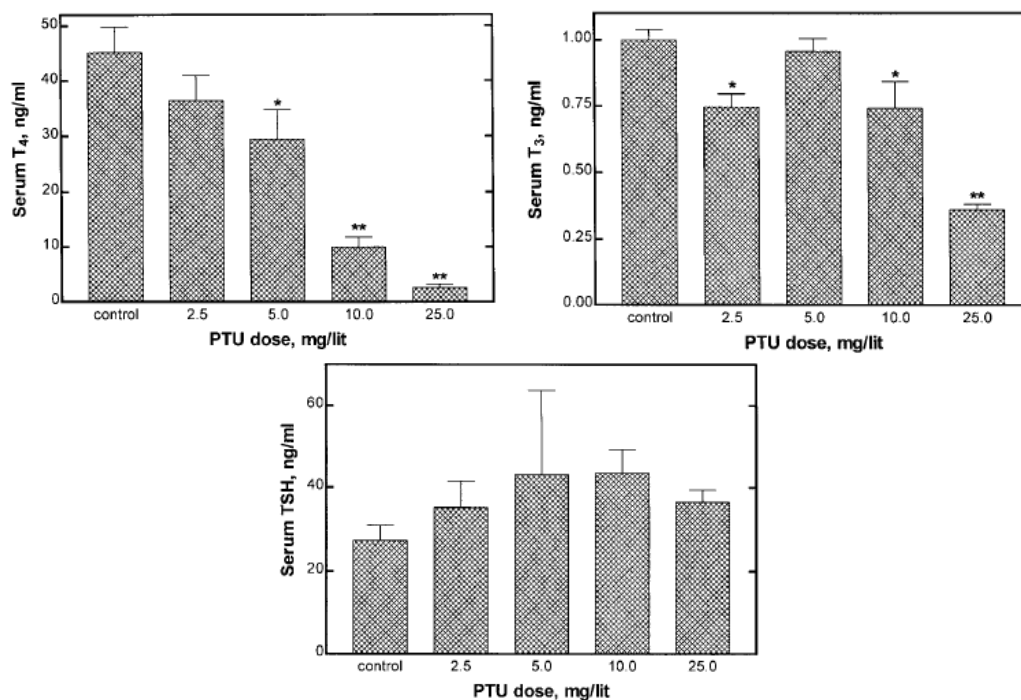 Serum T4, ng/ml
50
40
30
20
10
0
*
**
**
control 2.5 5.0 10.0 25.0
PTU dose, mg/lit
Serum T3, ng/ml
1.00
0.75
0.50
0.25
0.00
*
*
**
control 2.5 5.0 10.0 25.0
PTU dose, mg/lit
Serum TSH, ng/ml
60
40
20
0
control 2.5 5.0 10.0 25.0
PTU dose, mg/lit